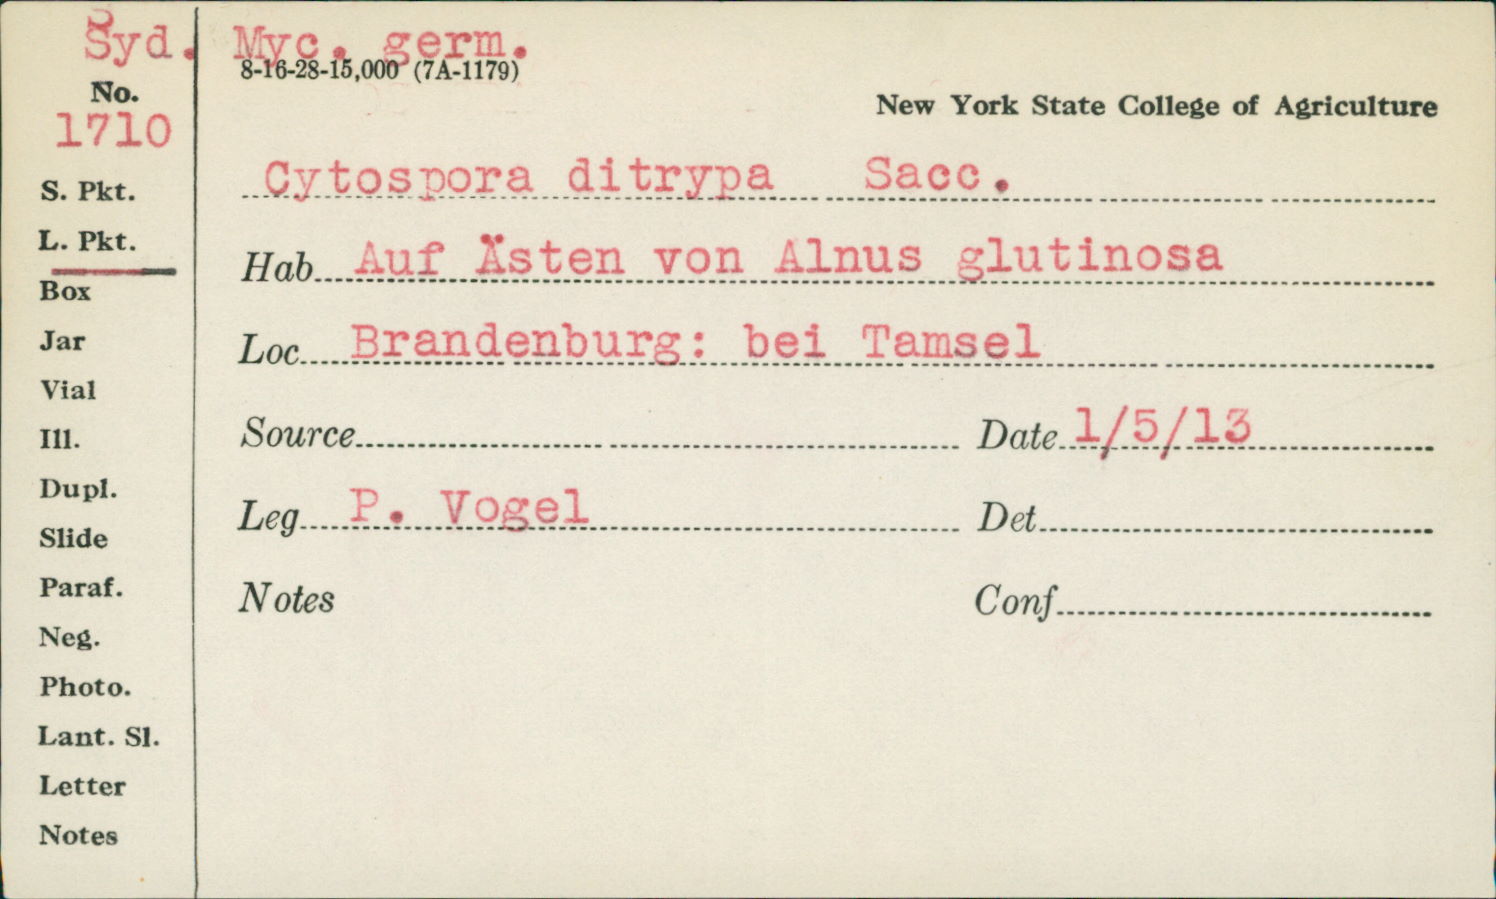 Syd. Myc. germ.
8-16-28-15,000 (7A-1179)
No.
1710
New York State College of Agriculture
Cytospora ditrypa Sacc.
S. Pkt.
L. Pkt.
Hab Auf Ästen von Alnus glutinosa
Box
Jar
Loc Brandenburg: bei Tamsel
Vial
Ill.
Source Date 1/5/13
Dupl.
Leg P. Vogel Det
Slide
Paraf.
Notes Conf
Neg.
Photo.
Lant. Sl.
Letter
Notes